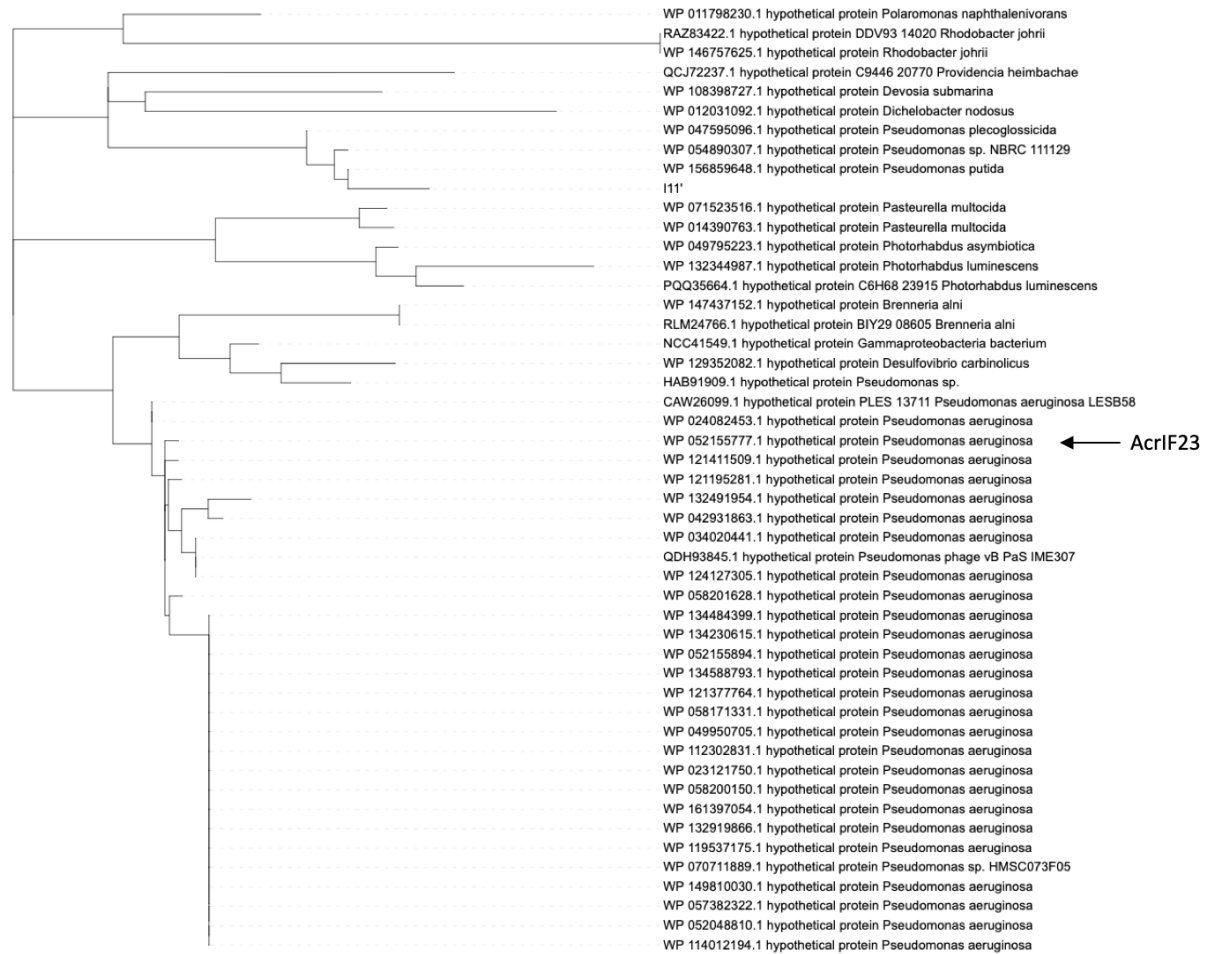 WP 011798230.1 hypothetical protein Polaromonas naphthalenivorans
RAZ83422.1 hypothetical protein DDV93 14020 Rhodobacter johrii
WP 146757625.1 hypothetical protein Rhodobacter johrii
QCJ72237.1 hypothetical protein C9446 20770 Providencia heimbachae
WP 108398727.1 hypothetical protein Devosia submarina
WP 012031092.1 hypothetical protein Dichelobacter nodosus
WP 047595096.1 hypothetical protein Pseudomonas plecoglossicida
WP 054890307.1 hypothetical protein Pseudomonas sp. NBRC 111129
WP 156859648.1 hypothetical protein Pseudomonas putida
I11'
WP 071523516.1 hypothetical protein Pasteurella multocida
WP 014390763.1 hypothetical protein Pasteurella multocida
WP 049795223.1 hypothetical protein Photorhabdus asymbiotica
WP 132344987.1 hypothetical protein Photorhabdus luminescens
PQQ35664.1 hypothetical protein C6H68 23915 Photorhabdus luminescens
WP 147437152.1 hypothetical protein Brenneria alni
RLM24766.1 hypothetical protein BIY29 08605 Brenneria alni
NCC41549.1 hypothetical protein Gammaproteobacteria bacterium
WP 129352082.1 hypothetical protein Desulfovibrio carbinolicus
HAB91909.1 hypothetical protein Pseudomonas sp.
CAW26099.1 hypothetical protein PLES 13711 Pseudomonas aeruginosa LESB58
WP 024082453.1 hypothetical protein Pseudomonas aeruginosa
WP 052155777.1 hypothetical protein Pseudomonas aeruginosa AcrIF23
WP 121411509.1 hypothetical protein Pseudomonas aeruginosa
WP 121195281.1 hypothetical protein Pseudomonas aeruginosa
WP 132491954.1 hypothetical protein Pseudomonas aeruginosa
WP 042931863.1 hypothetical protein Pseudomonas aeruginosa
WP 034020441.1 hypothetical protein Pseudomonas aeruginosa
QDH93845.1 hypothetical protein Pseudomonas phage vB PaS IME307
WP 124127305.1 hypothetical protein Pseudomonas aeruginosa
WP 058201628.1 hypothetical protein Pseudomonas aeruginosa
WP 134484399.1 hypothetical protein Pseudomonas aeruginosa
WP 134230615.1 hypothetical protein Pseudomonas aeruginosa
WP 052155894.1 hypothetical protein Pseudomonas aeruginosa
WP 134588793.1 hypothetical protein Pseudomonas aeruginosa
WP 121377764.1 hypothetical protein Pseudomonas aeruginosa
WP 058171331.1 hypothetical protein Pseudomonas aeruginosa
WP 049950705.1 hypothetical protein Pseudomonas aeruginosa
WP 112302831.1 hypothetical protein Pseudomonas aeruginosa
WP 023121750.1 hypothetical protein Pseudomonas aeruginosa
WP 058200150.1 hypothetical protein Pseudomonas aeruginosa
WP 161397054.1 hypothetical protein Pseudomonas aeruginosa
WP 132919866.1 hypothetical protein Pseudomonas aeruginosa
WP 119537175.1 hypothetical protein Pseudomonas aeruginosa
WP 070711889.1 hypothetical protein Pseudomonas sp. HMSC073F05
WP 149810030.1 hypothetical protein Pseudomonas aeruginosa
WP 057382322.1 hypothetical protein Pseudomonas aeruginosa
WP 052048810.1 hypothetical protein Pseudomonas aeruginosa
WP 114012194.1 hypothetical protein Pseudomonas aeruginosa